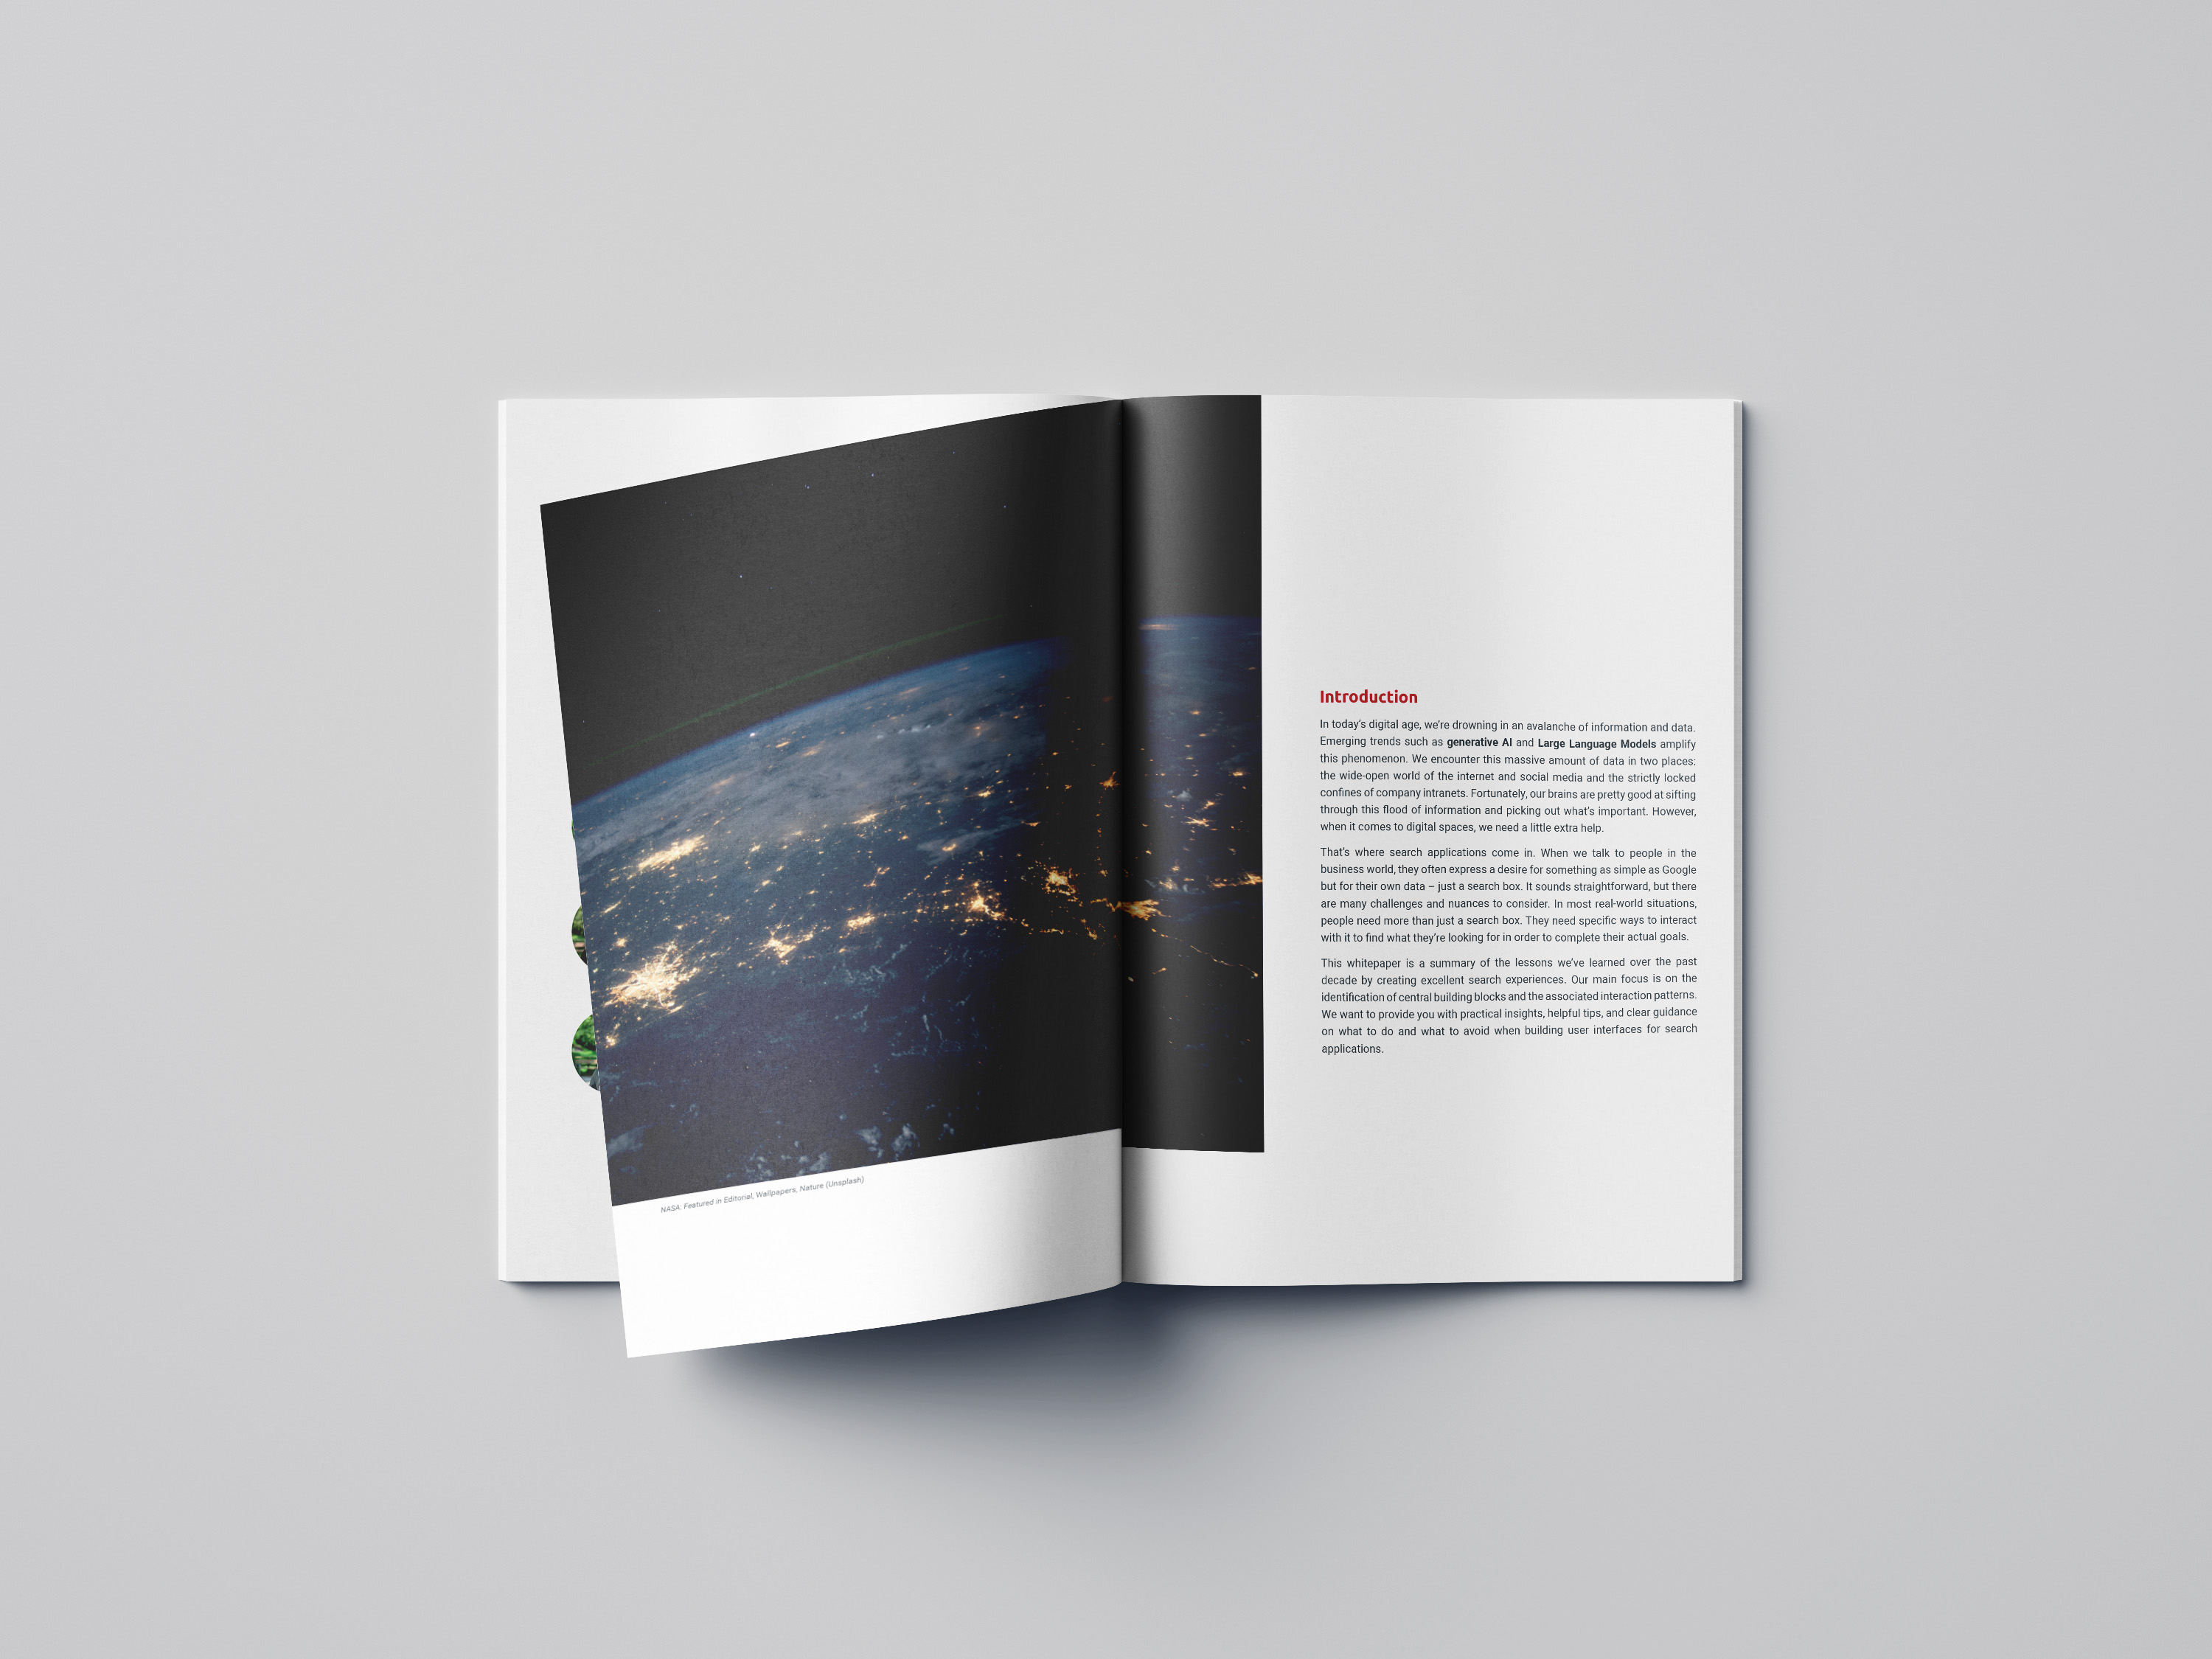 NASA: Featured in Editorial, Wallpapers, Nature (Unsplash)
Introduction
In today's digital age, we're drowning in an avalanche of information and data.
Emerging trends such as generative AI and Large Language Models amplify
this phenomenon. We encounter this massive amount of data in two places:
the wide-open world of the internet and social media and the strictly locked
confines of company intranets. Fortunately, our brains are pretty good at sifting
through this flood of information and picking out what's important. However,
when it comes to digital spaces, we need a little extra help.
That's where search applications come in. When we talk to people in the
business world, they often express a desire for something as simple as Google
but for their own data – just a search box. It sounds straightforward, but there
are many challenges and nuances to consider. In most real-world situations,
people need more than just a search box. They need specific ways to interact
with it to find what they're looking for in order to complete their actual goals.
This whitepaper is a summary of the lessons we've learned over the past
decade by creating excellent search experiences. Our main focus is on the
identification of central building blocks and the associated interaction patterns.
We want to provide you with practical insights, helpful tips, and clear guidance
on what to do and what to avoid when building user interfaces for search
applications.